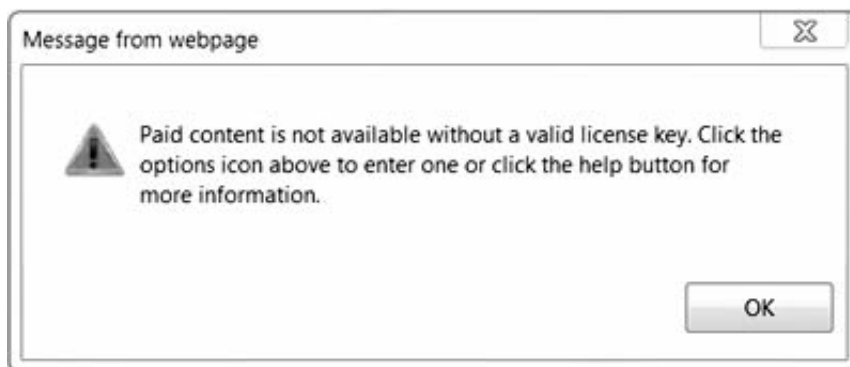 Message from webpage
Paid content is not available without a valid license key. Click the
options icon above to enter one or click the help button for
more information.
OK